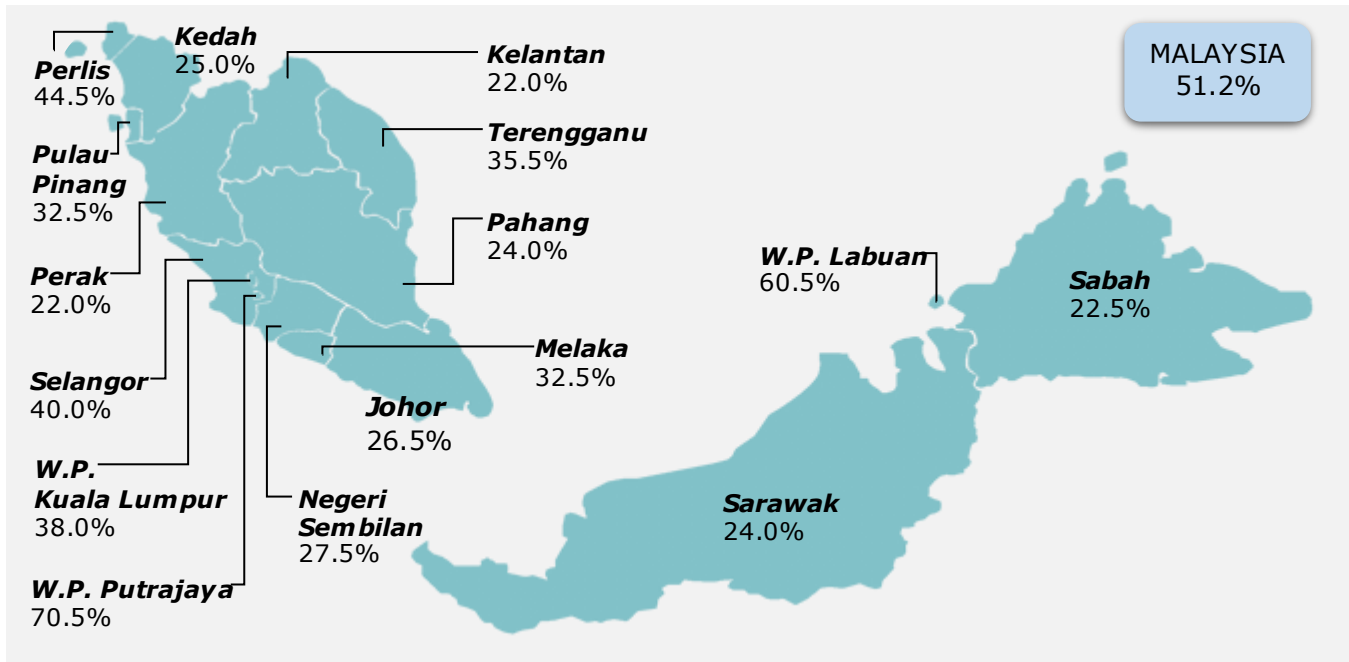 Kedah
25.0%
Perlis
44.5%
Kelantan
22.0%
MALAYSIA
51.2%
Terengganu
35.5%
Pulau
Pinang
32.5%
Pahang
24.0%
Perak
22.0%
W.P. Labuan
60.5%
Sabah
22.5%
Melaka
32.5%
Selangor
40.0%
Johor
26.5%
W.P.
Kuala Lumpur
38.0%
Negeri
Sembilan
27.5%
Sarawak
24.0%
W.P. Putrajaya
70.5%